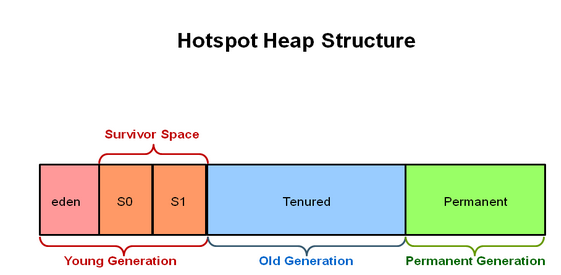 Hotspot Heap Structure
Survivor Space
eden S0 S1 Tenured Permanent
Young Generation Old Generation Permanent Generation